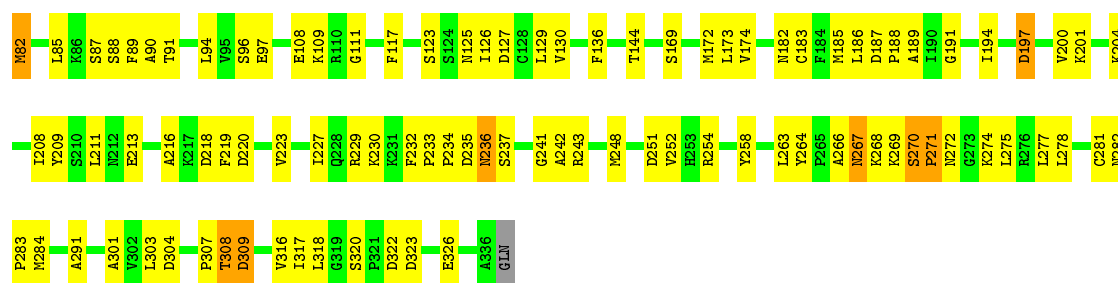 M82 L85 K86 S87 S88 F89 A90 T91 L94 V95 S96 E97 E108 K109 R110 G111 F117 S123 S124 N125 I126 D127 C128 L129 V130 F136 T144 S169 M172 L173 V174 N182 C183 F184 M185 L186 D187 P188 A189 I190 G191 I194 D197 V200 K201
I208 Y209 S210 L211 N212 E213 A216 K217 D218 F219 D220 V223 I227 Q228 R229 K230 K231 F232 P233 P234 D235 N236 S237 G241 A242 R243 M248 D251 V252 H253 R254 Y258 L263 Y264 P265 A266 N267 K268 K269 S270 P271 N272 G273 K274 L275 R276 L277 L278 C281
P283 M284 A291 A301 V302 L303 D304 P307 T308 D309 V316 I317 L318 G319 S320 P321 D322 D323 E326 A336 GLN